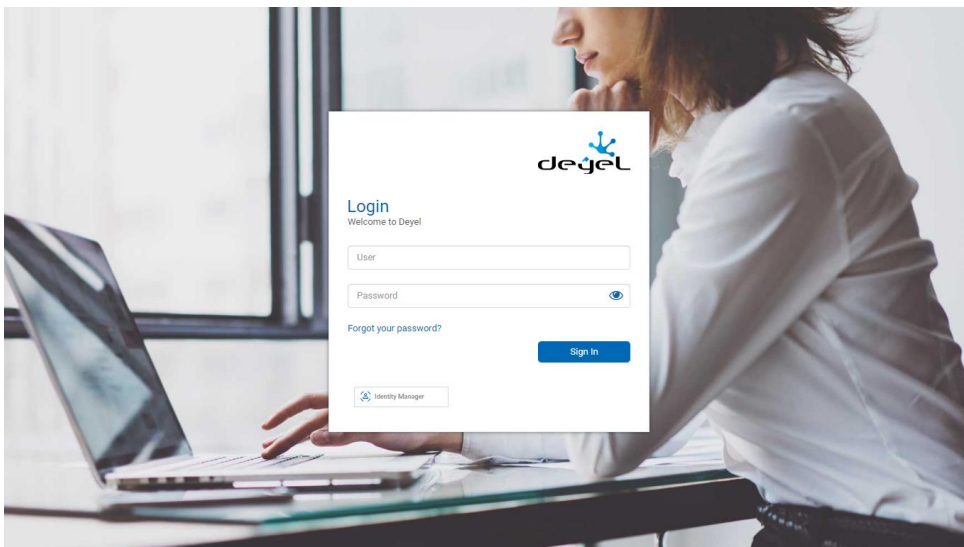 deyel
Login
Welcome to Deyel
User
Password
Forgot your password?
Sign In
Identity Manager